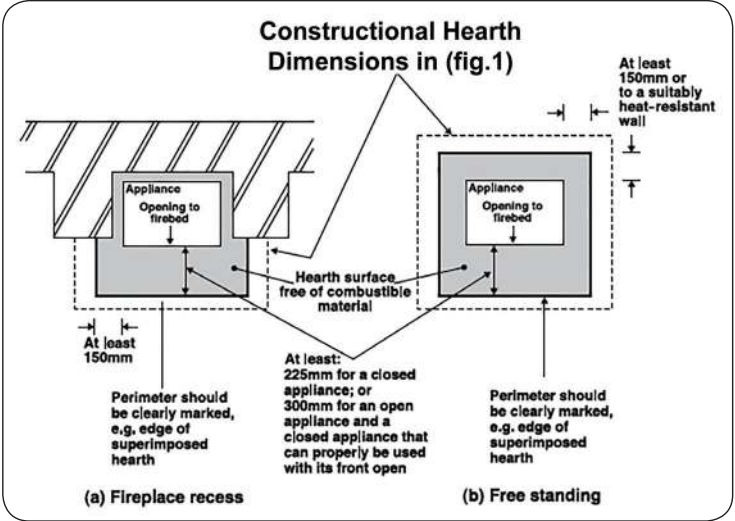 Constructional Hearth
Dimensions in (fig.1)
At least
150mm or
to a suitably
heat-resistant
wall
Appliance
Opening to
firebed
Appliance
Opening to
firebed
Hearth surface
free of combustible
material
At least
150mm
At least:
225mm for a closed
appliance; or
300mm for an open
appliance and a
closed appliance that
can properly be used
with its front open
Perimeter should
be clearly marked,
e.g. edge of
superimposed
hearth
Perimeter should
be clearly marked,
e.g. edge of
superimposed
hearth
(a) Fireplace recess
(b) Free standing